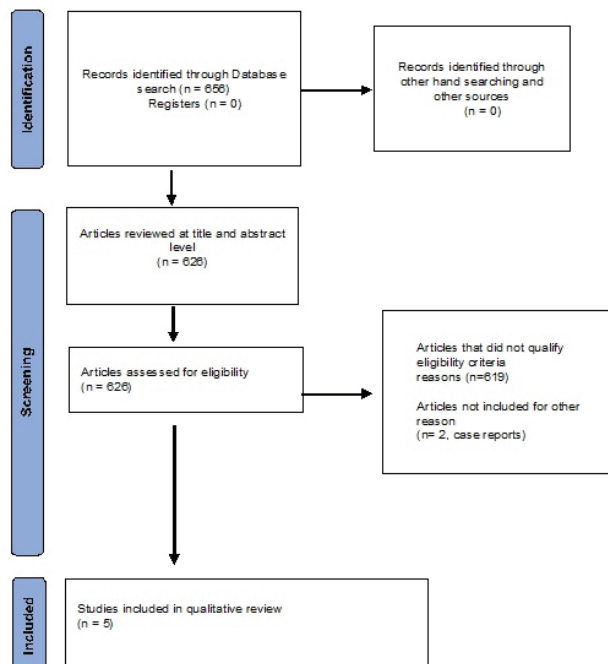 Identification
Records identified through Database
search (n = 656)
Registers (n = 0)
Records identified through
other hand searching and
other sources
(n = 0)
Screening
Articles reviewed at title and abstract
level
(n = 626)
Articles assessed for eligibility
(n = 626)
Articles that did not qualify
eligibility criteria
reasons (n=619)
Articles not included for other
reason
(n= 2, case reports)
Included
Studies included in qualitative review
(n = 5)